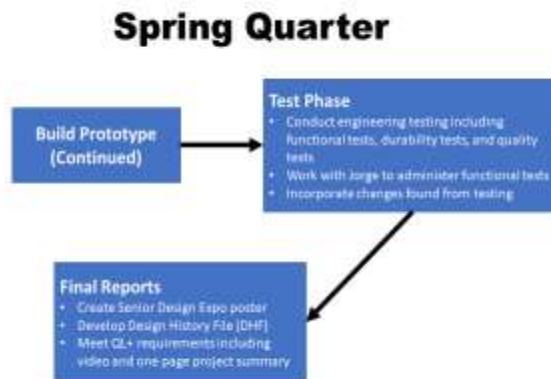 Spring Quarter
Build Prototype
(Continued)
Test Phase
• Conduct engineering testing including
functional tests, durability tests, and quality
tests
• Work with Jorge to administer functional tests
• Incorporate changes found from testing
Final Reports
• Create Senior Design Expo poster
• Develop Design History File (DHF)
• Meet QL+ requirements including
video and one page project summary